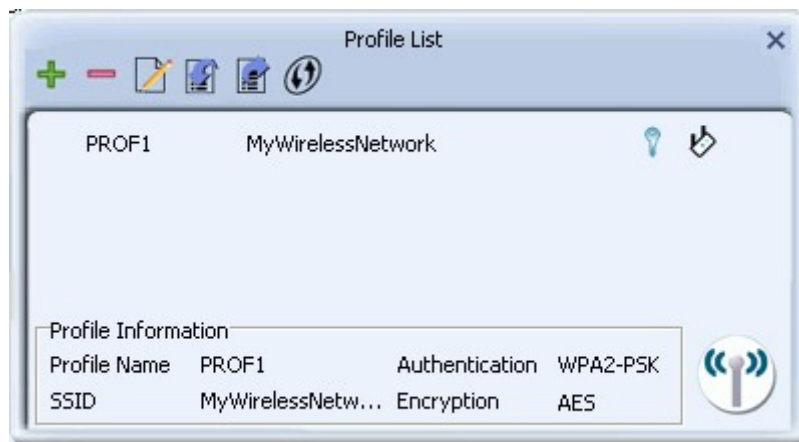 Profile List
PROF1 MyWirelessNetwork
Profile Information
Profile Name PROF1 Authentication WPA2-PSK
SSID MyWirelessNetw... Encryption AES